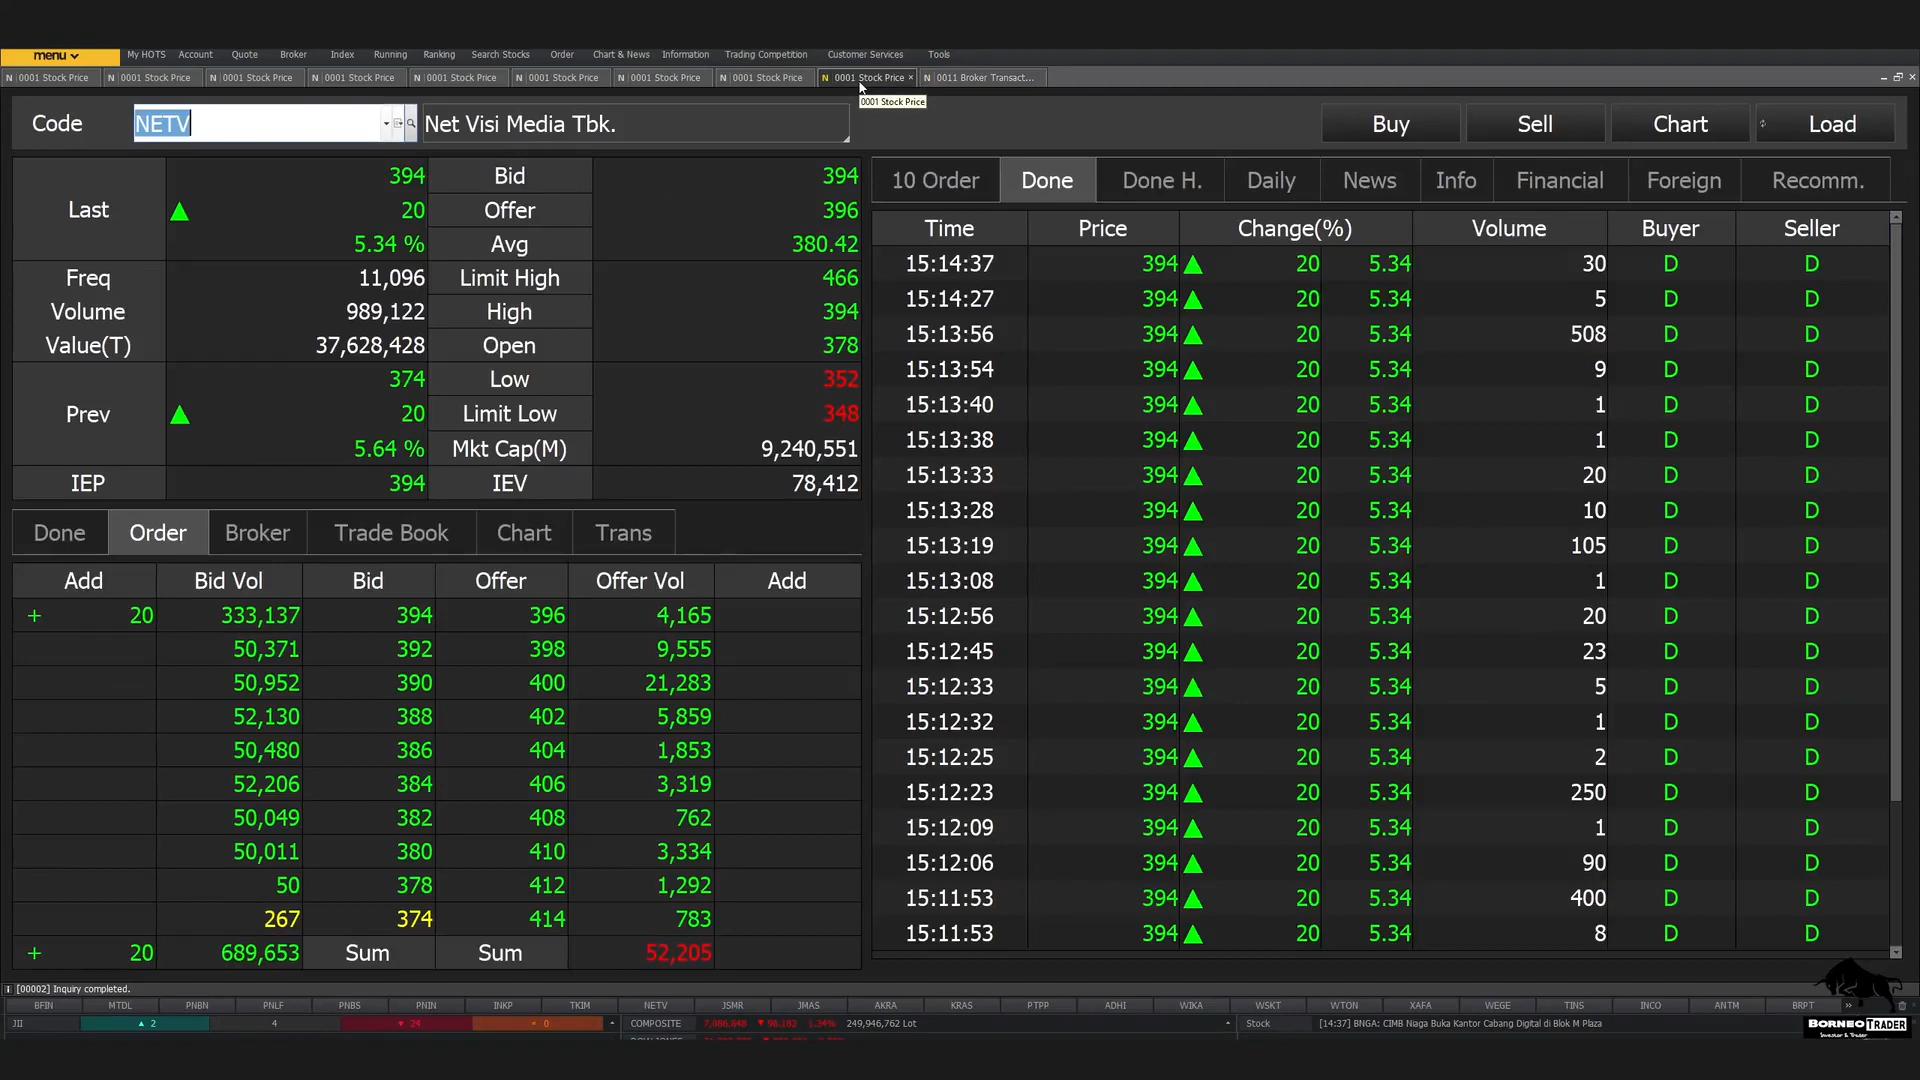 menu My HOTS Account Quote Broker Index Running Ranking Search Stocks Order Chart & News Information Trading Competition Customer Services Tools
N 0001 Stock Price N 0001 Stock Price N 0001 Stock Price N 0001 Stock Price N 0001 Stock Price N 0001 Stock Price N 0001 Stock Price N 0001 Stock Price N 0001 Stock Price × N 0011 Broker Transact...
0001 Stock Price
Code NETV Net Visi Media Tbk. Buy Sell Chart Load
Last ▲ 394 Bid 394
20 Offer 396
5.34 % Avg 380.42
Freq 11,096 Limit High 466
Volume 989,122 High 394
Value(T) 37,628,428 Open 378
374 Low 352
Prev ▲ 20 Limit Low 348
5.64 % Mkt Cap(M) 9,240,551
IEP 394 IEV 78,412
Done Order Broker Trade Book Chart Trans
Add Bid Vol Bid Offer Offer Vol Add
+ 20 333,137 394 396 4,165
50,371 392 398 9,555
50,952 390 400 21,283
52,130 388 402 5,859
50,480 386 404 1,853
52,206 384 406 3,319
50,049 382 408 762
50,011 380 410 3,334
50 378 412 1,292
267 374 414 783
+ 20 689,653 Sum Sum 52,205
10 Order Done Done H. Daily News Info Financial Foreign Recomm.
Time Price Change(%) Volume Buyer Seller
15:14:37 394 ▲ 20 5.34 30 D D
15:14:27 394 ▲ 20 5.34 5 D D
15:13:56 394 ▲ 20 5.34 508 D D
15:13:54 394 ▲ 20 5.34 9 D D
15:13:40 394 ▲ 20 5.34 1 D D
15:13:38 394 ▲ 20 5.34 1 D D
15:13:33 394 ▲ 20 5.34 20 D D
15:13:28 394 ▲ 20 5.34 10 D D
15:13:19 394 ▲ 20 5.34 105 D D
15:13:08 394 ▲ 20 5.34 1 D D
15:12:56 394 ▲ 20 5.34 20 D D
15:12:45 394 ▲ 20 5.34 23 D D
15:12:33 394 ▲ 20 5.34 5 D D
15:12:32 394 ▲ 20 5.34 1 D D
15:12:25 394 ▲ 20 5.34 2 D D
15:12:23 394 ▲ 20 5.34 250 D D
15:12:09 394 ▲ 20 5.34 1 D D
15:12:06 394 ▲ 20 5.34 90 D D
15:11:53 394 ▲ 20 5.34 400 D D
15:11:53 394 ▲ 20 5.34 8 D D
[00002] Inquiry completed.
BFIN MTDL PNBN PNLF PNBS PNIN INKP TKIM NETV JSMR JMAS AKRA KRAS PTPP ADHI WIKA WSKT WTON XAFA WEGE TINS INCO ANTM BRPT
JII ▲ 2 4 ▼ 24 0 COMPOSITE 1.34% 249,946,762 Lot Stock [14:37] BNGA: CIMB Niaga Buka Kantor Cabang Digital di Blok M Plaza
BORNEO TRADER
Investor & Trader